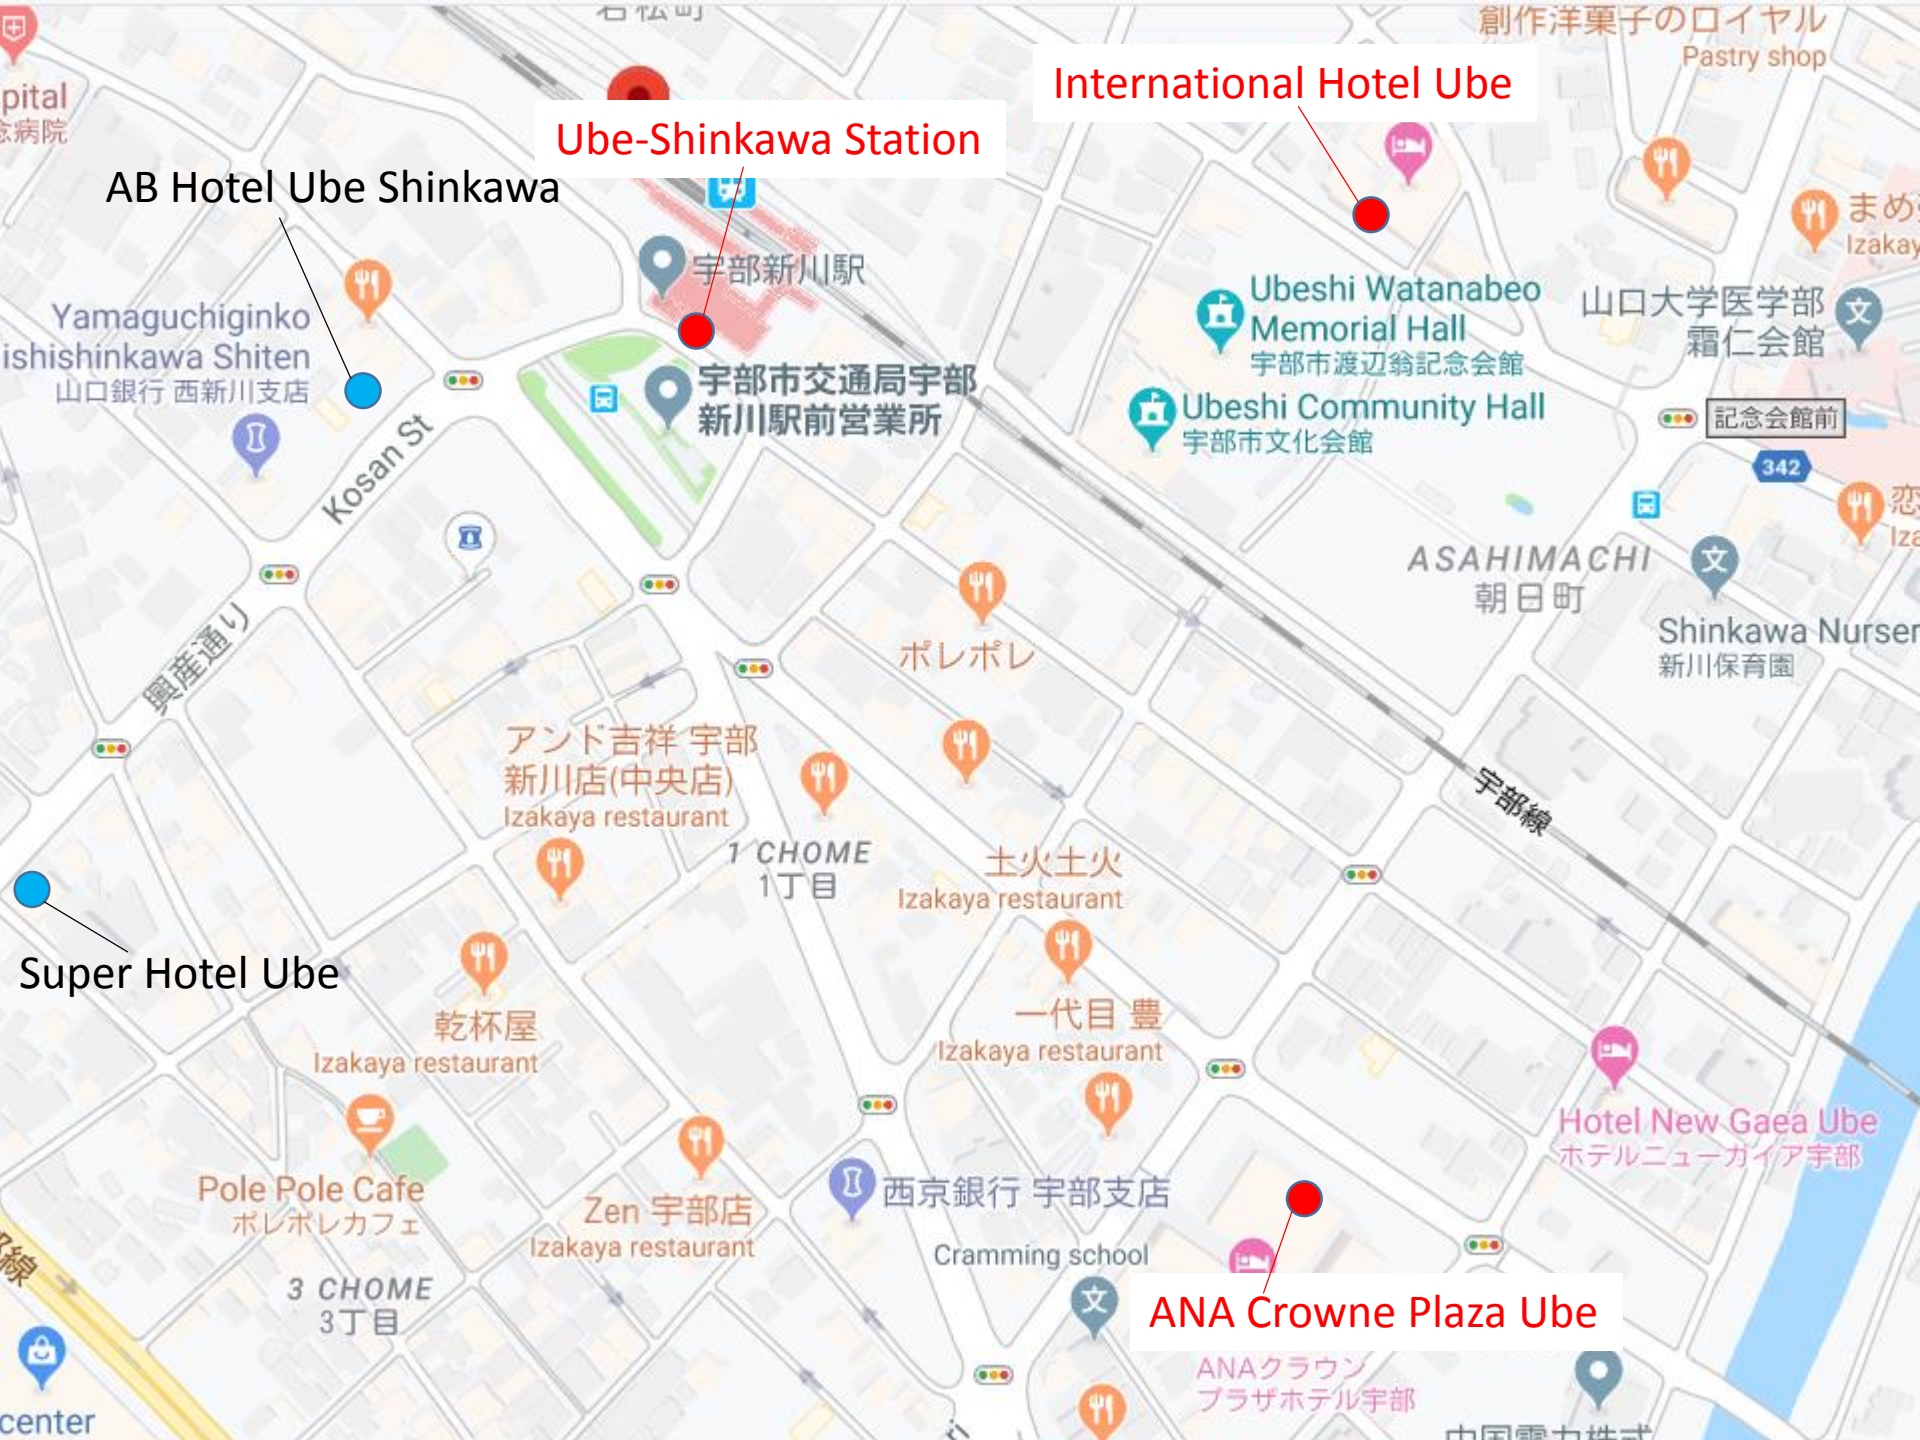 創作洋菓子のロイヤル
Pastry shop
International Hotel Ube
pital
念病院
Ube-Shinkawa Station
AB Hotel Ube Shinkawa
まめ
Izakay
宇部新川駅
Ubeshi Watanabeo
Memorial Hall
宇部市渡辺翁記念会館
山口大学医学部
霜仁会館
Yamaguchiginko
ishishinkawa Shiten
山口銀行 西新川支店
宇部市交通局宇部
新川駅前営業所
Ubeshi Community Hall
宇部市文化会館
記念会館前
342
Kosan St
恋
Iza
ASAHIMACHI
朝日町
Shinkawa Nurser
新川保育園
ポレポレ
興産通り
アンド吉祥 宇部
新川店(中央店)
Izakaya restaurant
宇部線
1 CHOME
1丁目
土火土火
Izakaya restaurant
Super Hotel Ube
乾杯屋
Izakaya restaurant
一代目 豊
Izakaya restaurant
Hotel New Gaea Ube
ホテルニューガイア宇部
Pole Pole Cafe
ポレポレカフェ
Zen 宇部店
Izakaya restaurant
西京銀行 宇部支店
Cramming school
3 CHOME
3丁目
ANA Crowne Plaza Ube
ANAクラウン
プラザホテル宇部
center